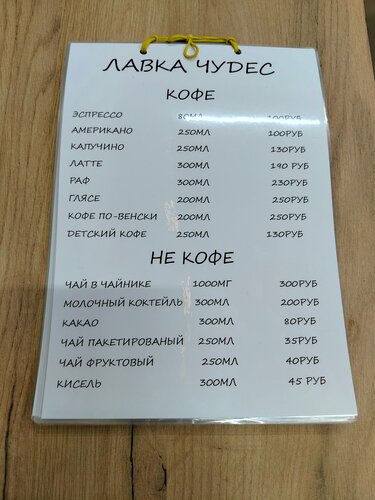 ЛАВКА ЧУДЕС
КОФЕ
ЭСПРЕССО 80МЛ 100РУБ
АМЕРИКАНО 250МЛ 100РУБ
КАПУЧИНО 250МЛ 130РУБ
ЛАТТЕ 300МЛ 190 РУБ
РАФ 300МЛ 230РУБ
ГЛЯСЕ 200МЛ 250РУБ
КОФЕ ПО-ВЕНСКИ 200МЛ 250РУБ
ДЕТСКИЙ КОФЕ 250МЛ 130РУБ
НЕ КОФЕ
ЧАЙ В ЧАЙНИКЕ 1000МГ 300РУБ
МОЛОЧНЫЙ КОКТЕЙЛЬ 300МЛ 200РУБ
КАКАО 300МЛ 80РУБ
ЧАЙ ПАКЕТИРОВАНЫЙ 250МЛ 35РУБ
ЧАЙ ФРУКТОВЫЙ 250МЛ 40РУБ
КИСЕЛЬ 300МЛ 45 РУБ